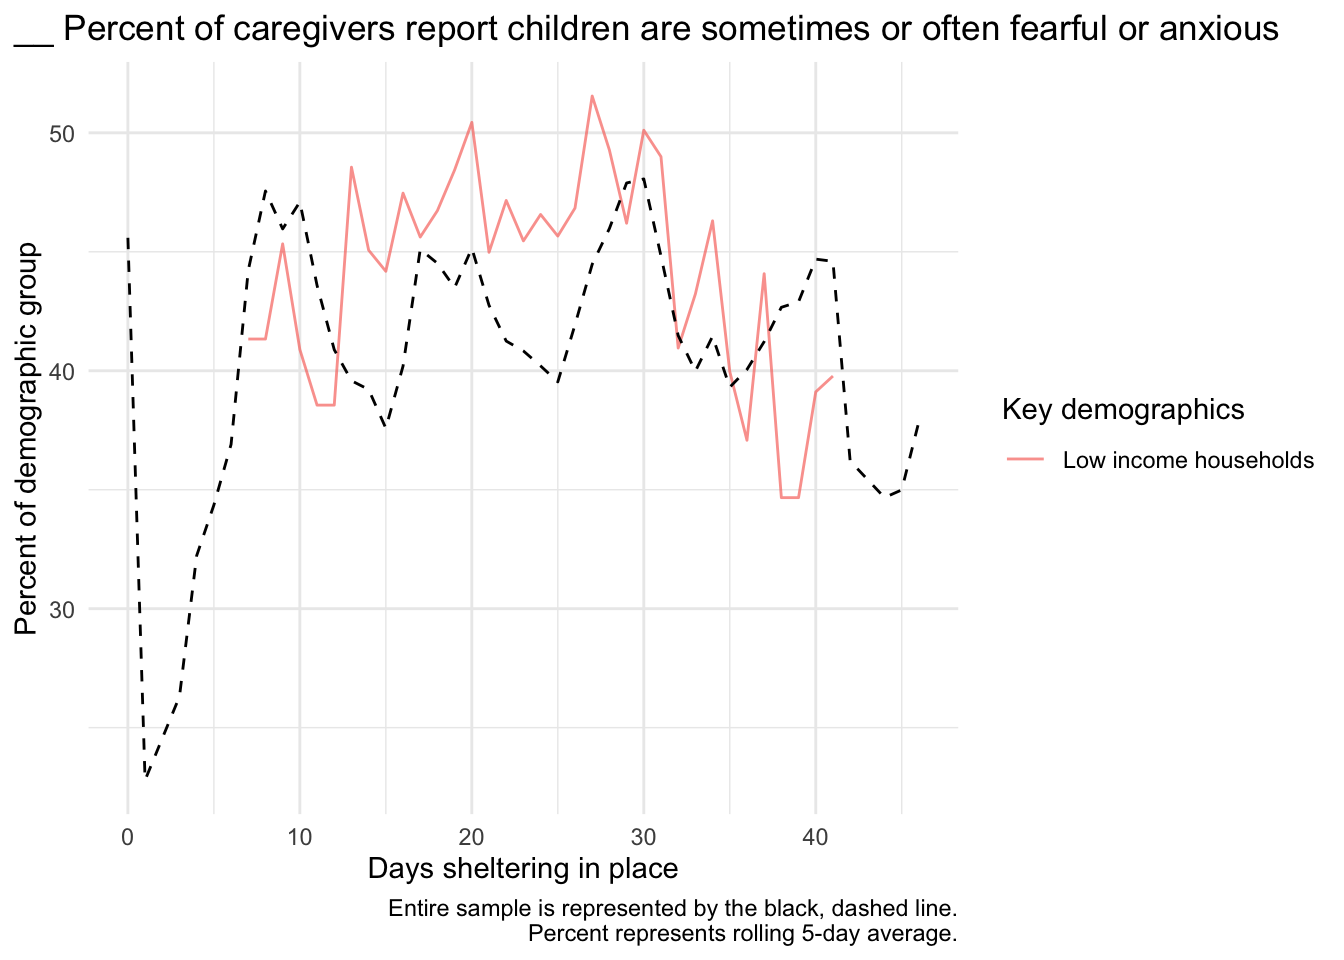 __ Percent of caregivers report children are sometimes or often fearful or anxious
50
40
30
Percent of demographic group
0 10 20 30 40
Days sheltering in place
Key demographics
Low income households
Entire sample is represented by the black, dashed line.
Percent represents rolling 5-day average.